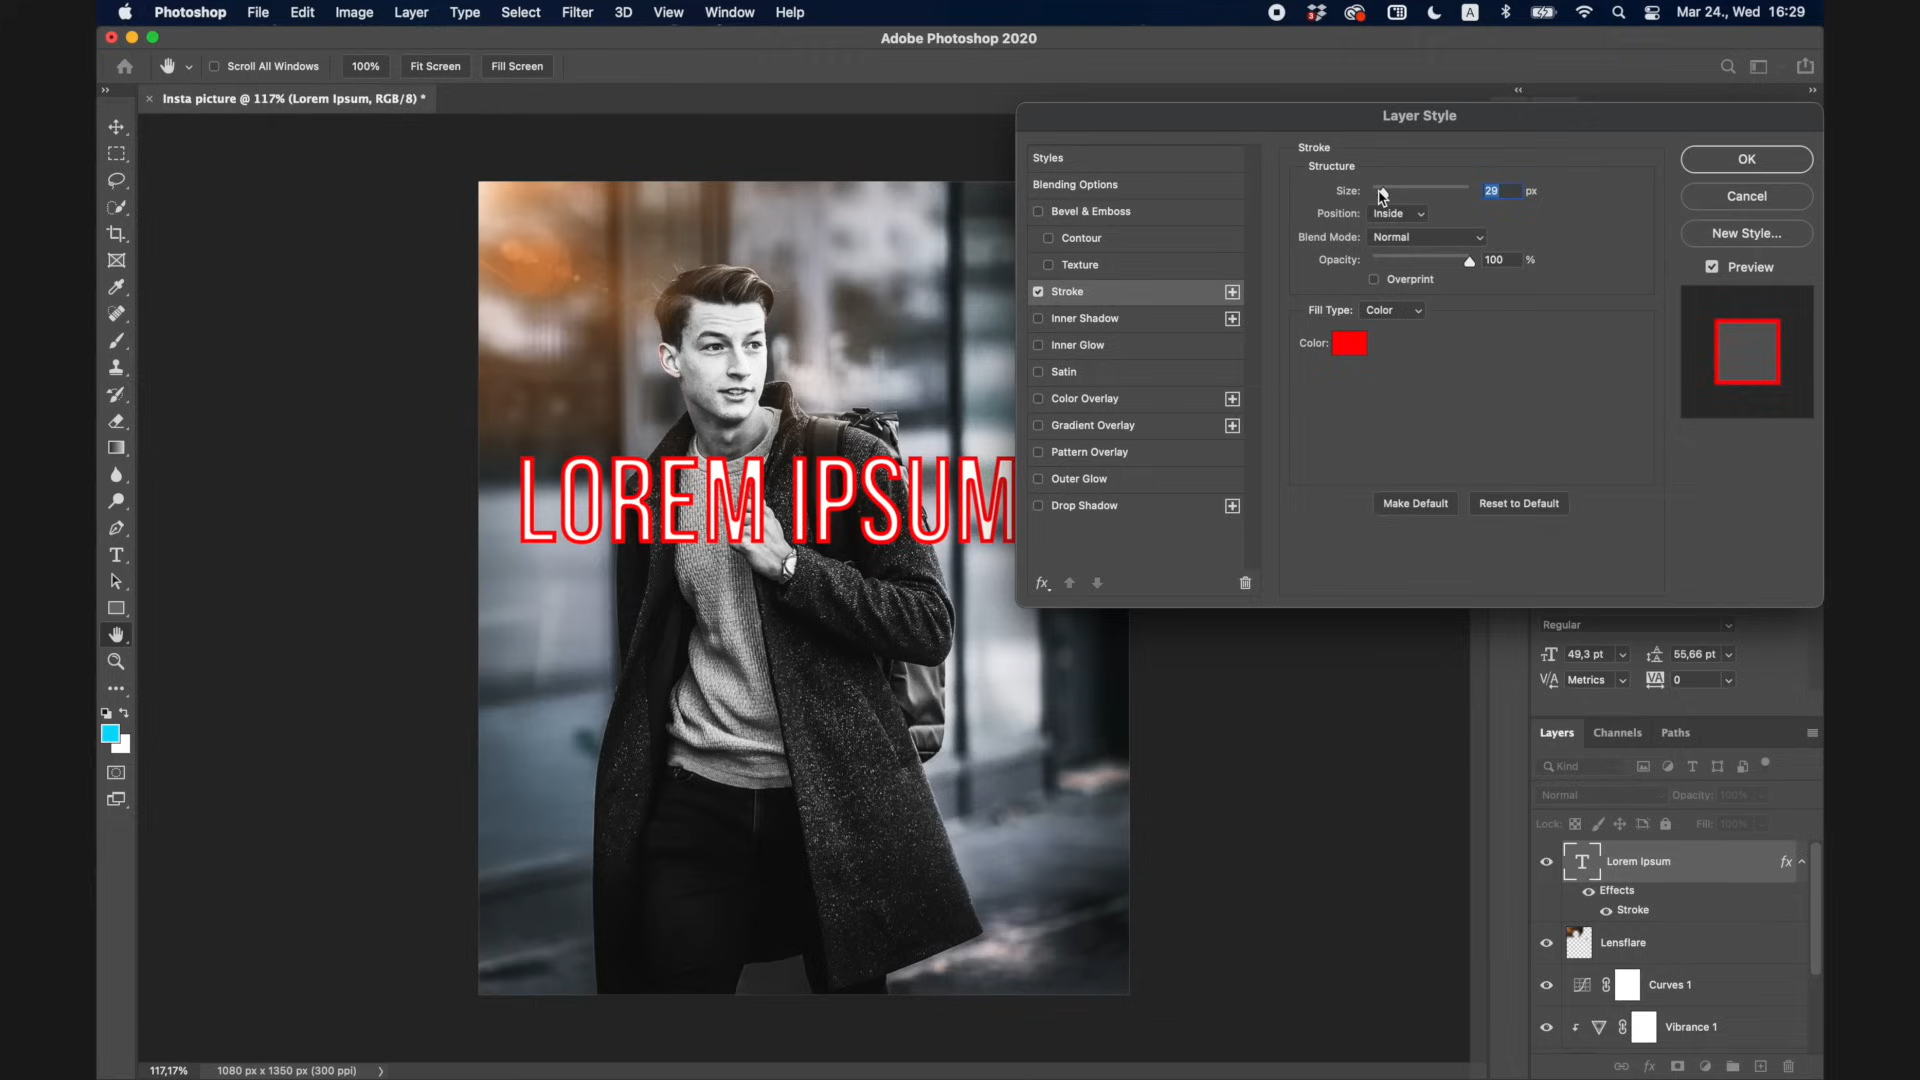 Photoshop File Edit Image Layer Type Select Filter 3D View Window Help 3 A Mar 24., Wed 16:29
Adobe Photoshop 2020
Scroll All Windows 100% Fit Screen Fill Screen
Insta picture @ 117% (Lorem Ipsum, RGB/8) *
LOREM IPSUM
Layer Style
Styles
Blending Options
Bevel & Emboss
Contour
Texture
Stroke
Inner Shadow
Inner Glow
Satin
Color Overlay
Gradient Overlay
Pattern Overlay
Outer Glow
Drop Shadow
fx
Stroke
Structure
Size: 29 px
Position: Inside
Blend Mode: Normal
Opacity: 100 %
Overprint
Fill Type: Color
Color:
Make Default Reset to Default
OK
Cancel
New Style...
Preview
Regular
49,3 pt 55,66 pt
Metrics 0
Layers Channels Paths
Kind
Normal Opacity: 100%
Lock: Fill: 100%
Lorem Ipsum fx
Effects
Stroke
Lensflare
Curves 1
Vibrance 1
fx
117,17% 1080 px x 1350 px (300 ppi)